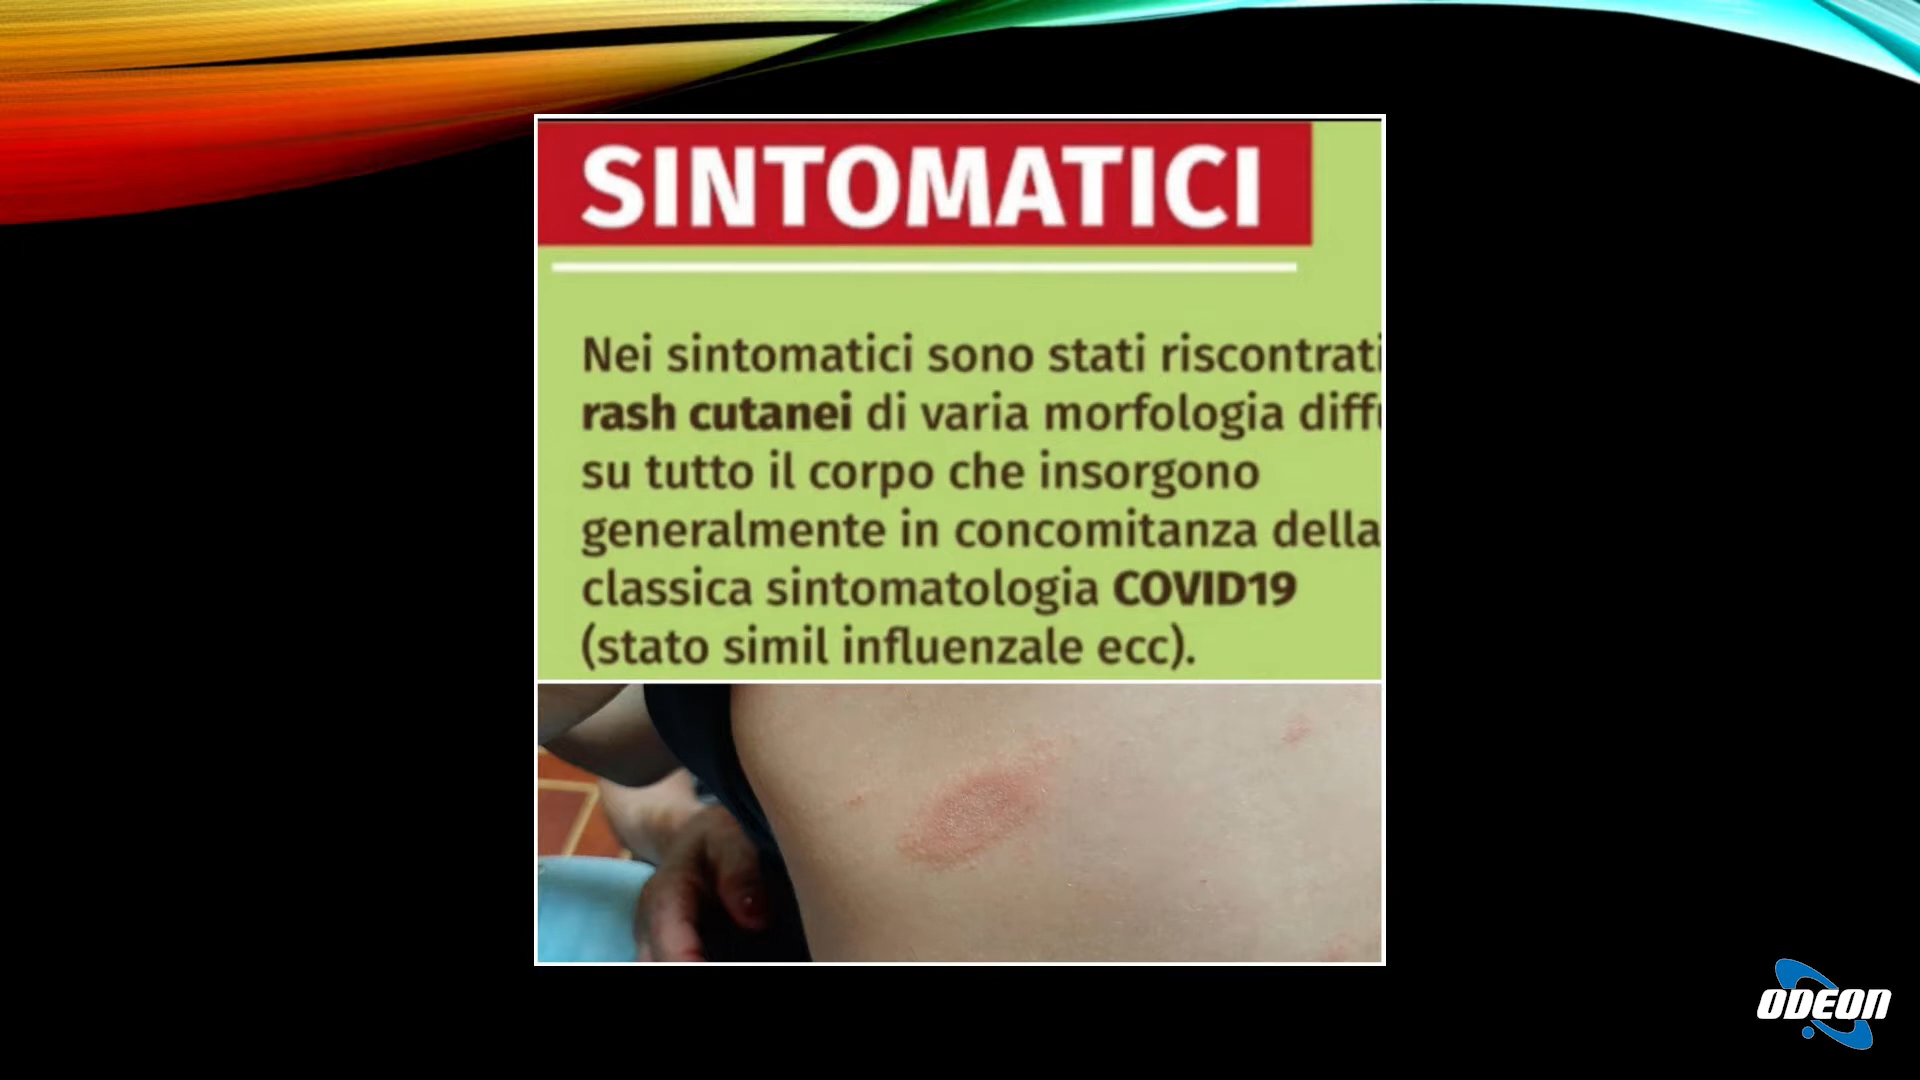 SINTOMATICI
Nei sintomatici sono stati riscontrati
rash cutanei di varia morfologia
su tutto il corpo che insorgono
generalmente in concomitanza della
classica sintomatologia COVID19
(stato simil influenzale ecc).
ODEON